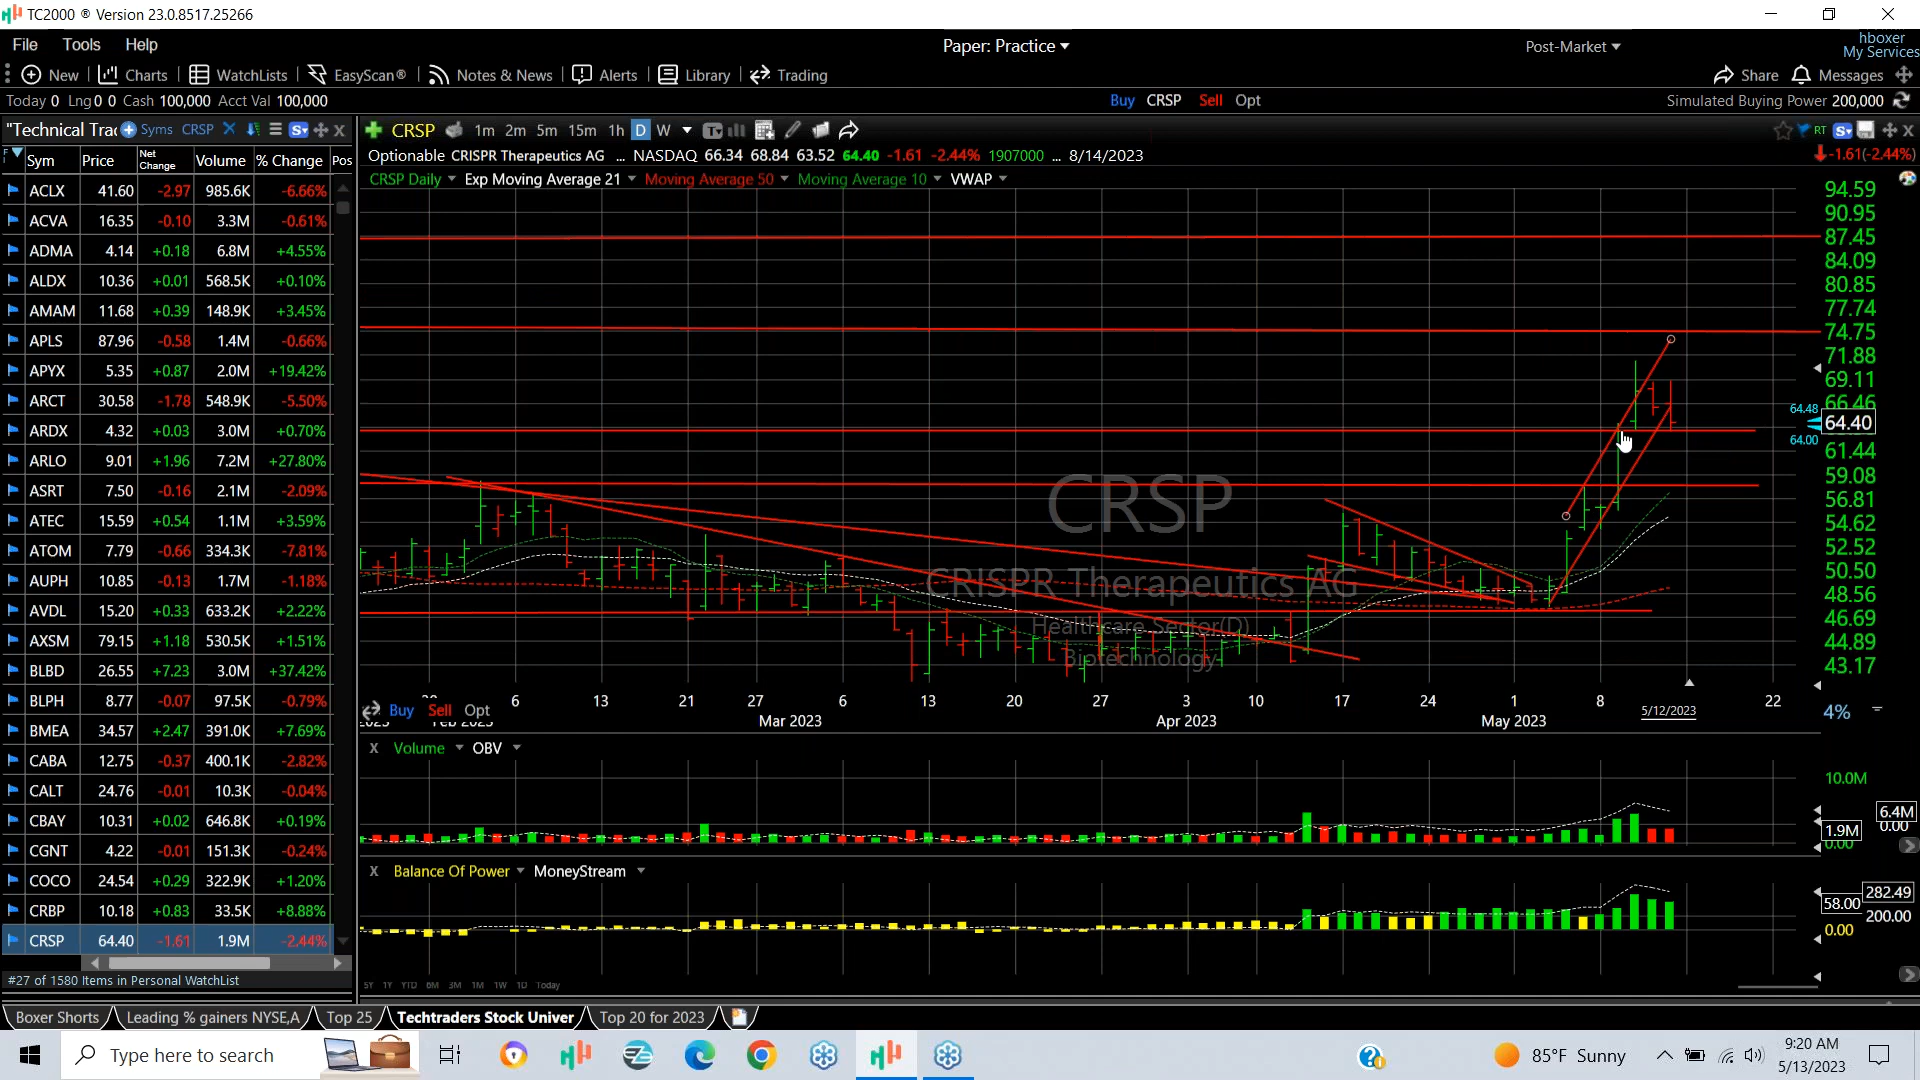 TC2000 ® Version 23.0.8517.25266
File Tools Help
Paper: Practice
Post-Market
hboxer
My Services
New Charts WatchLists EasyScan® Notes & News Alerts Library Trading
Share Messages
Today 0 Lng 0 0 Cash 100,000 Acct Val 100,000
Buy CRSP Sell Opt
Simulated Buying Power 200,000
"Technical Trac Syms CRSP X
CRSP 1m 2m 5m 15m 1h D W
RT
Sym Price Net Change Volume % Change Pos
Optionable CRISPR Therapeutics AG ... NASDAQ 66.34 68.84 63.52 64.40 -1.61 -2.44% 1907000 ... 8/14/2023
-1.61(-2.44%)
CRSP Daily Exp Moving Average 21 Moving Average 50 Moving Average 10 VWAP
ACLX 41.60 -2.97 985.6K -6.66%
ACVA 16.35 -0.10 3.3M -0.61%
ADMA 4.14 +0.18 6.8M +4.55%
ALDX 10.36 +0.01 568.5K +0.10%
AMAM 11.68 +0.39 148.9K +3.45%
APLS 87.96 -0.58 1.4M -0.66%
APYX 5.35 +0.87 2.0M +19.42%
ARCT 30.58 -1.78 548.9K -5.50%
ARDX 4.32 +0.03 3.0M +0.70%
ARLO 9.01 +1.96 7.2M +27.80%
ASRT 7.50 -0.16 2.1M -2.09%
ATEC 15.59 +0.54 1.1M +3.59%
ATOM 7.79 -0.66 334.3K -7.81%
AUPH 10.85 -0.13 1.7M -1.18%
AVDL 15.20 +0.33 633.2K +2.22%
AXSM 79.15 +1.18 530.5K +1.51%
BLBD 26.55 +7.23 3.0M +37.42%
BLPH 8.77 -0.07 97.5K -0.79%
BMEA 34.57 +2.47 391.0K +7.69%
CABA 12.75 -0.37 400.1K -2.82%
CALT 24.76 -0.01 10.3K -0.04%
CBAY 10.31 +0.02 646.8K +0.19%
CGNT 4.22 -0.01 151.3K -0.24%
COCO 24.54 +0.29 322.9K +1.20%
CRBP 10.18 +0.83 33.5K +8.88%
CRSP 64.40 -1.61 1.9M -2.44%
#27 of 1580 Items in Personal WatchList
94.59
90.95
87.45
84.09
80.85
77.74
74.75
71.88
69.11
66.46
64.48
64.40
64.00
61.44
59.08
56.81
54.62
52.52
50.50
48.56
46.69
44.89
43.17
CRSP
CRISPR Therapeutics AG
Healthcare Sector(D)
Biotechnology
6 13 21 27 6 13 20 27 3 10 17 24 1 8 22
Mar 2023 Apr 2023 May 2023 5/12/2023
Buy Sell Opt
4%
X Volume OBV
10.0M
6.4M
1.9M
0.00
0.00
X Balance Of Power MoneyStream
282.49
58.00
200.00
0.00
5Y 1Y YTD 6M 3M 1M 1W 1D Today
Boxer Shorts Leading % gainers NYSE,A Top 25 Techtraders Stock Univer Top 20 for 2023
Type here to search
85°F Sunny
9:20 AM
5/13/2023